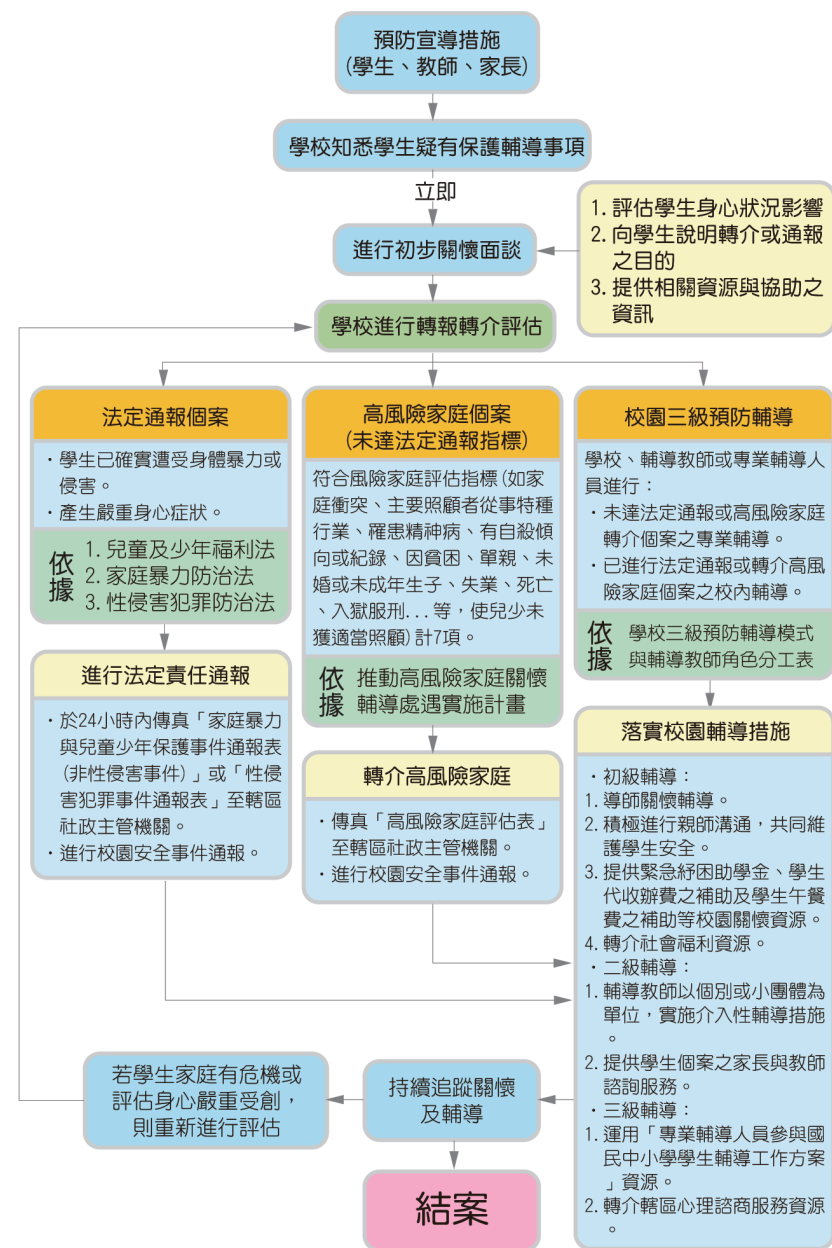 預防宣導措施
(學生、教師、家長)
學校知悉學生疑有保護輔導事項
立即
進行初步關懷面談
1. 評估學生身心狀況影響
2. 向學生說明轉介或通報
之目的
3. 提供相關資源與協助之
資訊
學校進行轉報轉介評估
法定通報個案
・學生已確實遭受身體暴力或
侵害。
・產生嚴重身心症狀。
依據
1. 兒童及少年福利法
2. 家庭暴力防治法
3. 性侵害犯罪防治法
進行法定責任通報
・於24小時內傳真「家庭暴力
與兒童少年保護事件通報表
(非性侵害事件)」或「性侵
害犯罪事件通報表」至轄區
社政主管機關。
・進行校園安全事件通報。
高風險家庭個案
(未達法定通報指標)
符合風險家庭評估指標(如家
庭衝突、主要照顧者從事特種
行業、罹患精神病、有自殺傾
向或紀錄、因貧困、單親、未
婚或未成年生子、失業、死亡
、入獄服刑...等，使兒少未
獲適當照顧)計7項。
依據
推動高風險家庭關懷
輔導處遇實施計畫
轉介高風險家庭
・傳真「高風險家庭評估表」
至轄區社政主管機關。
・進行校園安全事件通報。
校園三級預防輔導
學校、輔導教師或專業輔導人
員進行：
・未達法定通報或高風險家庭
轉介個案之專業輔導。
・已進行法定通報或轉介高風
險家庭個案之校內輔導。
依據
學校三級預防輔導模式
與輔導教師角色分工表
落實校園輔導措施
・初級輔導：
1. 導師關懷輔導。
2. 積極進行親師溝通，共同維
護學生安全。
3. 提供緊急紓困助學金、學生
代收辦費之補助及學生午餐
費之補助等校園關懷資源。
4. 轉介社會福利資源。
・二級輔導：
1. 輔導教師以個別或小團體為
單位，實施介入性輔導措施
。
2. 提供學生個案之家長與教師
諮詢服務。
・三級輔導：
1. 運用「專業輔導人員參與國
民中小學學生輔導工作方案
」資源。
2. 轉介轄區心理諮商服務資源
。
持續追蹤關懷
及輔導
若學生家庭有危機或
評估身心嚴重受創，
則重新進行評估
結案